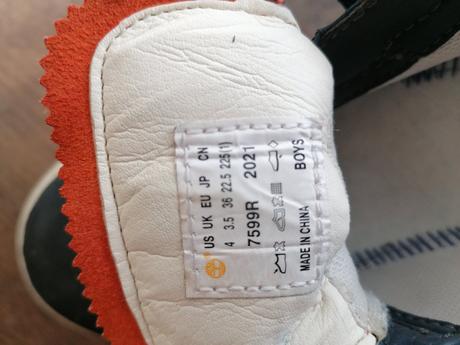 US UK EU JP CN
4 3.5 36 22.5 225(1)
7599R 2021
BOYS
MADE IN CHINA